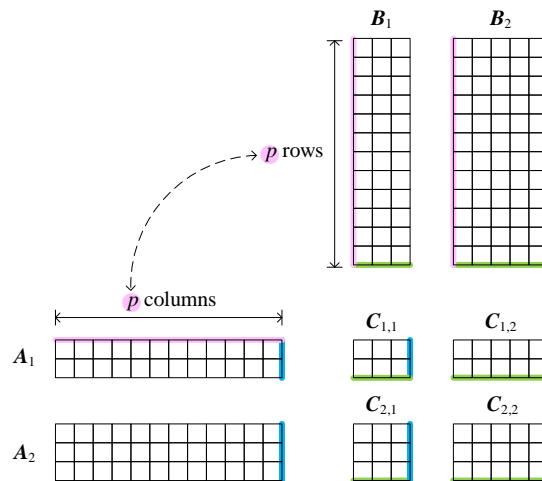 B1 B2
p rows
p columns
A1 C1,1 C1,2
A2 C2,1 C2,2